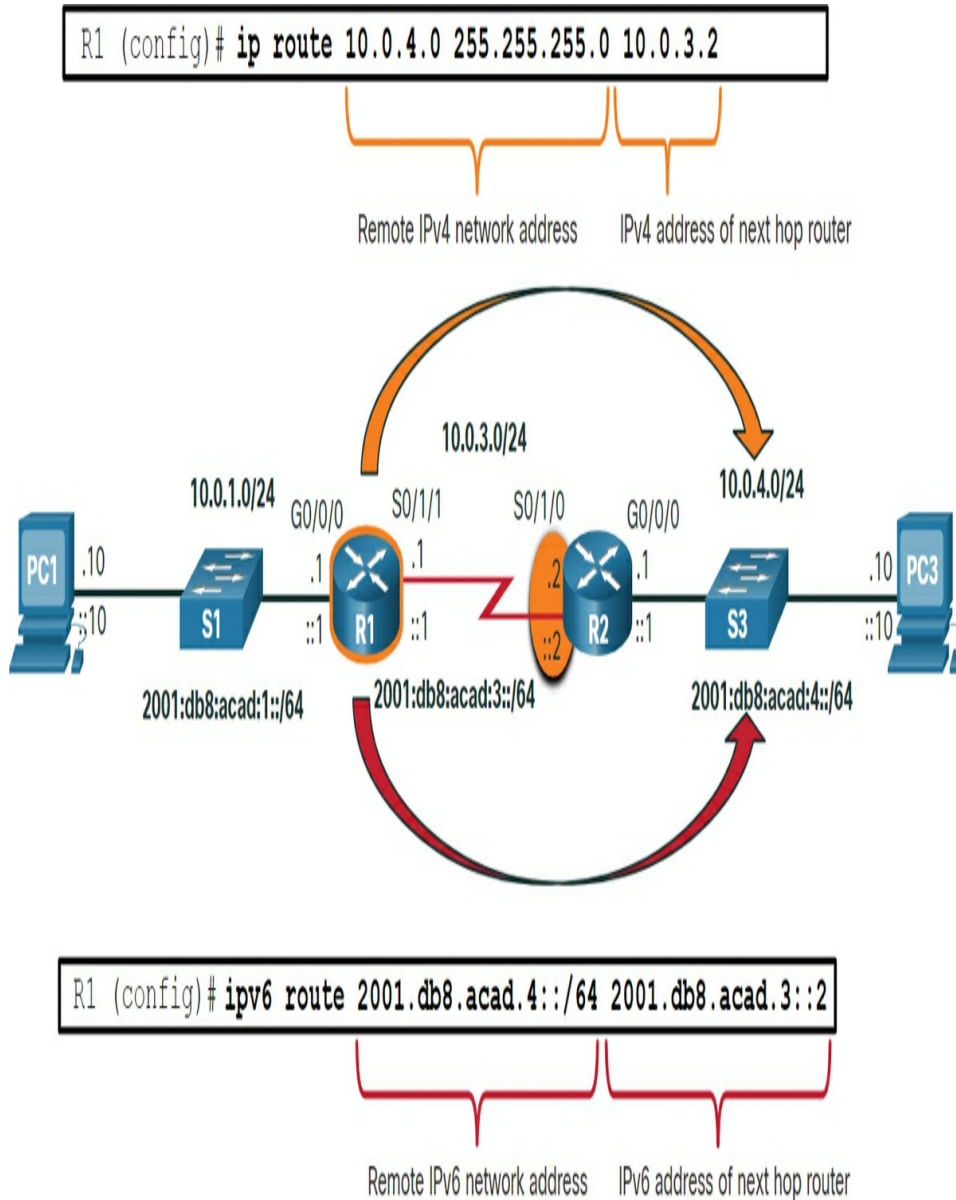 R1 (config)# ip route 10.0.4.0 255.255.255.0 10.0.3.2
Remote IPv4 network address
IPv4 address of next hop router
10.0.3.0/24
10.0.1.0/24
10.0.4.0/24
G0/0/0
S0/1/1
S0/1/0
G0/0/0
PC1
.10
::10
S1
.1
::1
R1
.1
::1
.2
::2
R2
.1
::1
S3
.10
::10
PC3
2001:db8:acad:1::/64
2001:db8:acad:3::/64
2001:db8:acad:4::/64
R1 (config)# ipv6 route 2001.db8.acad.4::/64 2001.db8.acad.3::2
Remote IPv6 network address
IPv6 address of next hop router